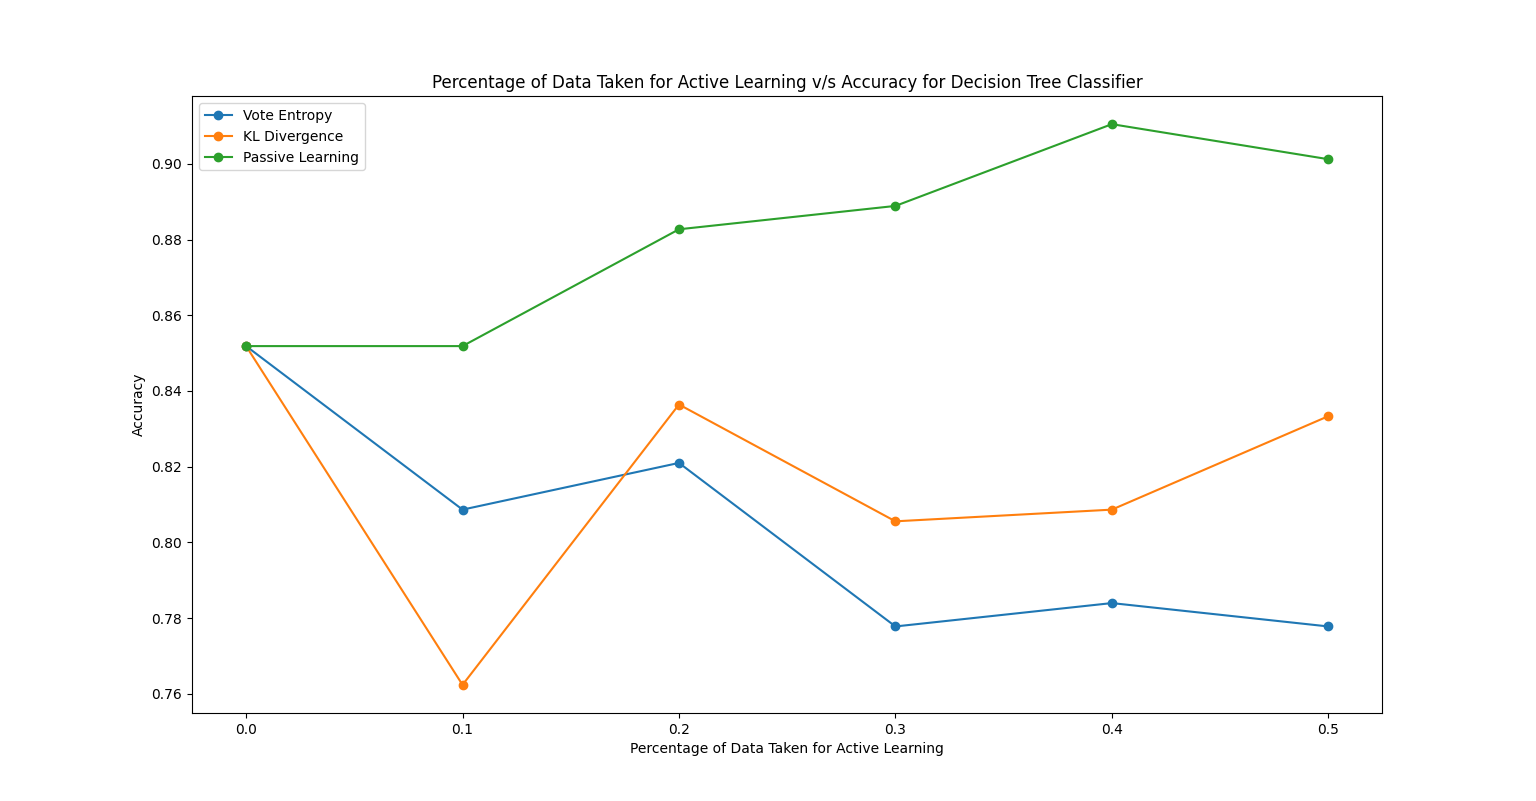 Percentage of Data Taken for Active Learning v/s Accuracy for Decision Tree Classifier
Vote Entropy
KL Divergence
Passive Learning
Accuracy
0.90
0.88
0.86
0.84
0.82
0.80
0.78
0.76
0.0 0.1 0.2 0.3 0.4 0.5
Percentage of Data Taken for Active Learning